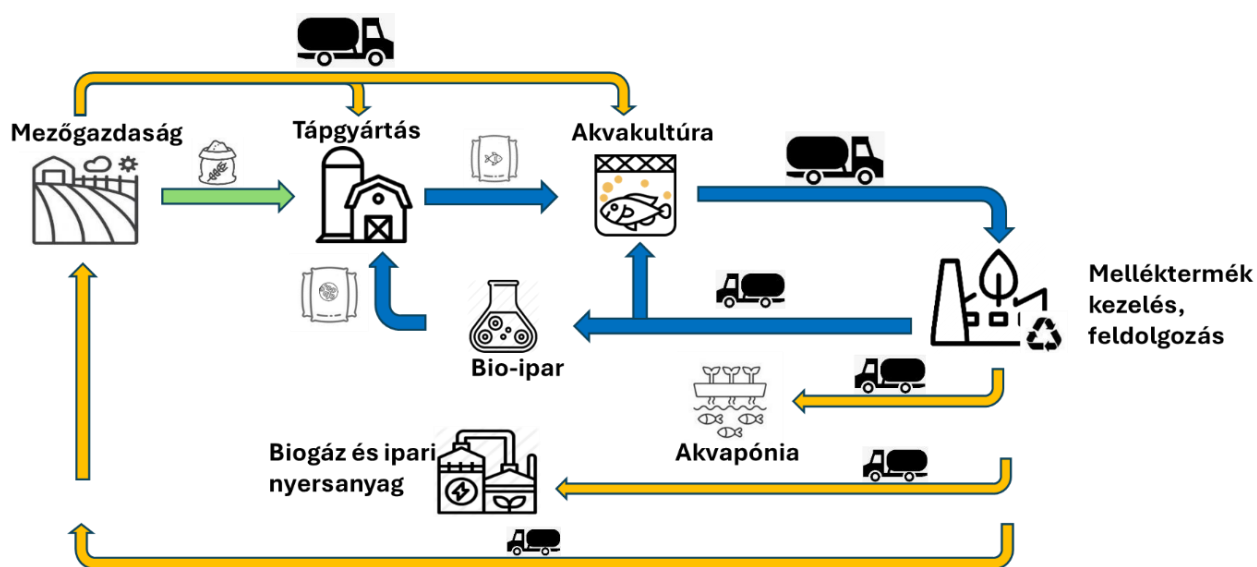 Mezőgazdaság
Tápgyártás
Akvakultúra
Melléktermék
kezelés,
feldolgozás
Bio-ipar
Akvapónia
Biogáz és ipari
nyersanyag